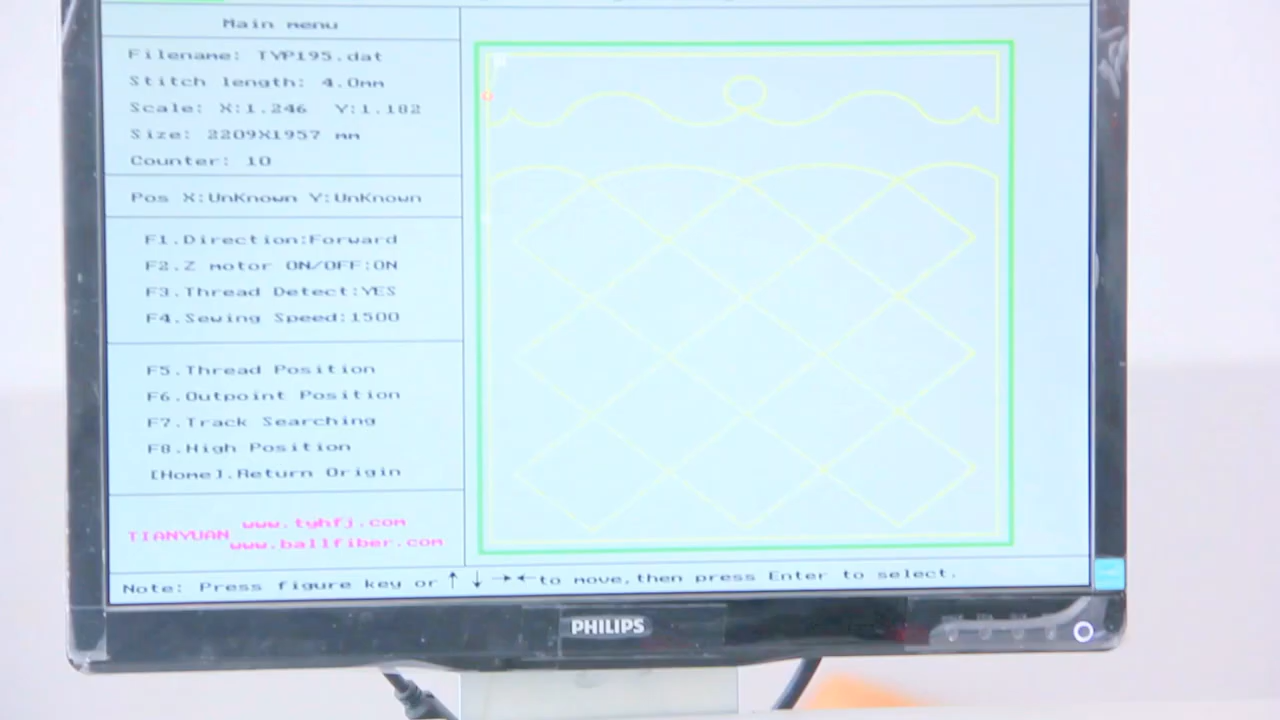 Main menu
Filename: TYP195.dat
Stitch length: 4.0mm
Scale: X:1.246 Y:1.182
Size: 2209X1957 mm
Counter: 10
Pos X:UnKnown Y:UnKnown
F1.Direction:Forward
F2.Z motor ON/OFF:ON
F3.Thread Detect:YES
F4.Sewing Speed:1500
F5.Thread Position
F6.Outpoint Position
F7.Track Searching
F8.High Position
[Home].Return Origin
TIANYUAN
www.tyhfj.com
www.ballfiber.com
Note: Press figure key or ↑ ↓ →← to move,then press Enter to select.
PHILIPS